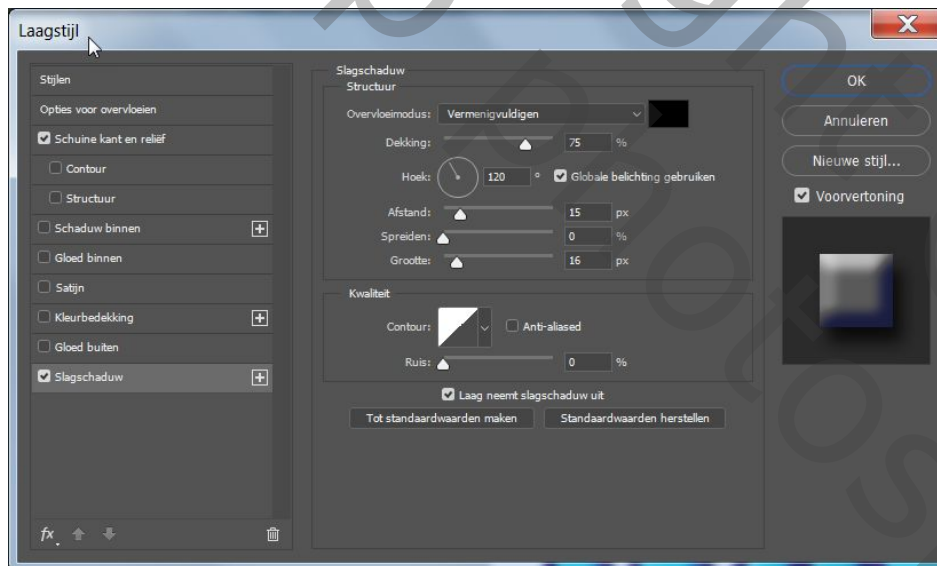 Laagstijl
X
Stijlen
Opties voor overvloeien
Schuine kant en reliëf
Contour
Structuur
Schaduw binnen
Gloed binnen
Satijn
Kleurbedekking
Gloed buiten
Slagschaduw
fx
Slagschaduw
Structuur
Overvloeimodus: Vermenigvuldigen
Dekking: 75 %
Hoek: 120 ° Globale belichting gebruiken
Afstand: 15 px
Spreiden: 0 %
Grootte: 16 px
Kwaliteit
Contour: Anti-aliased
Ruis: 0 %
Laag neemt slagschaduw uit
Tot standaardwaarden maken Standaardwaarden herstellen
OK
Annuleren
Nieuwe stijl...
Voorvertoning